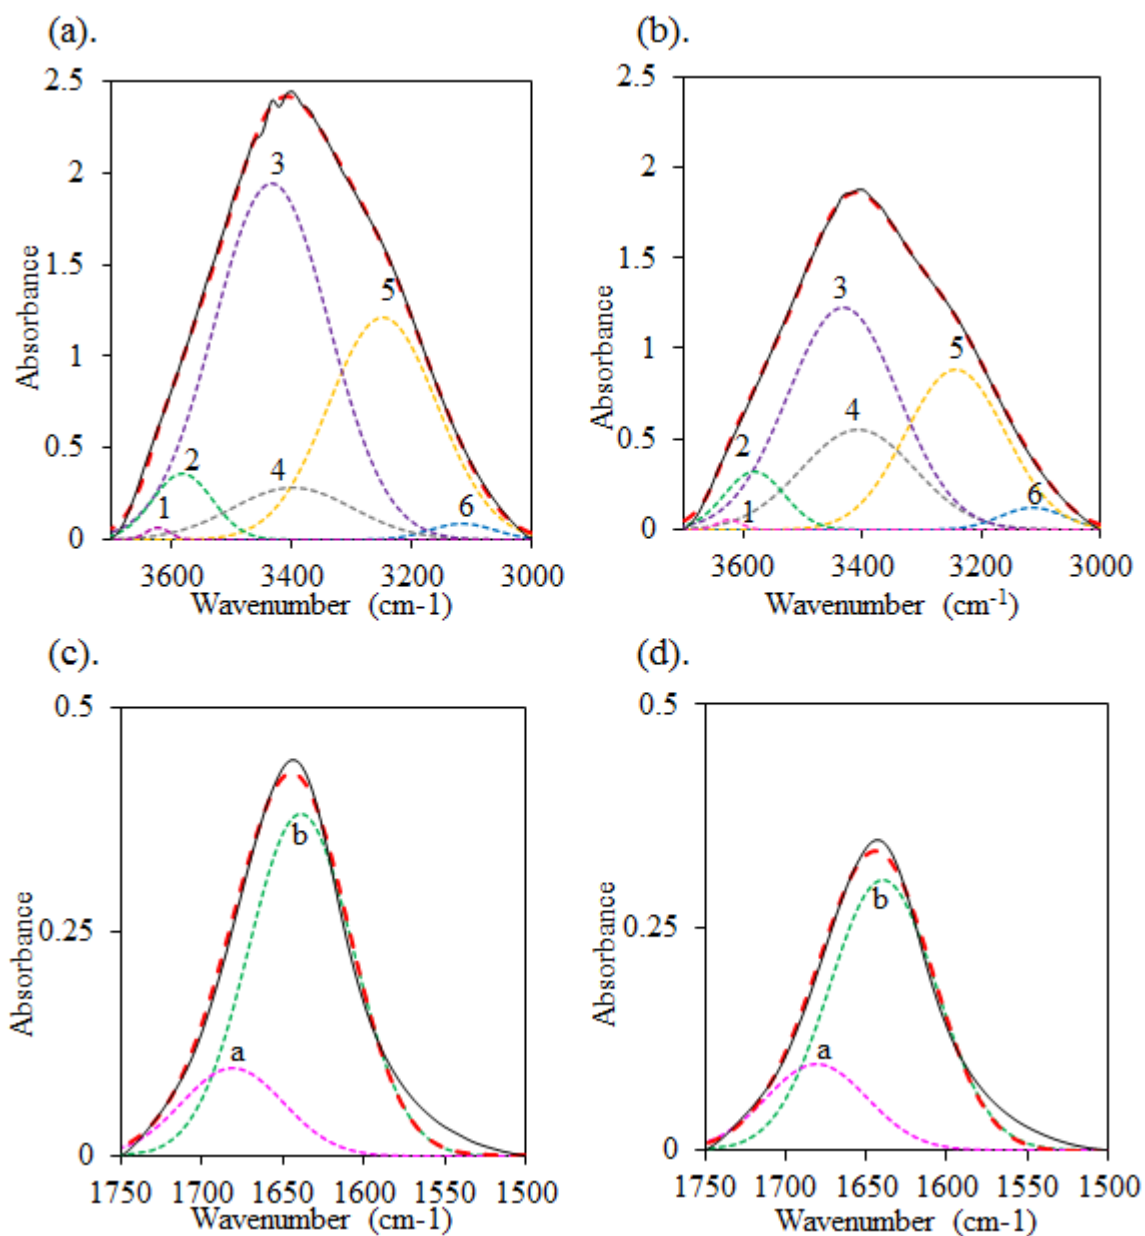 (a).
2.5
2
1.5
1
0.5
0
Absorbance
1
2
3
4
5
6
3600 3400 3200 3000
Wavenumber (cm-1)
(b).
2.5
2
1.5
1
0.5
0
Absorbance
1
2
3
4
5
6
3600 3400 3200 3000
Wavenumber (cm⁻¹)
(c).
0.5
0.25
0
Absorbance
a
b
1750 1700 1650 1600 1550 1500
Wavenumber (cm-1)
(d).
0.5
0.25
0
Absorbance
a
b
1750 1700 1650 1600 1550 1500
Wavenumber (cm-1)